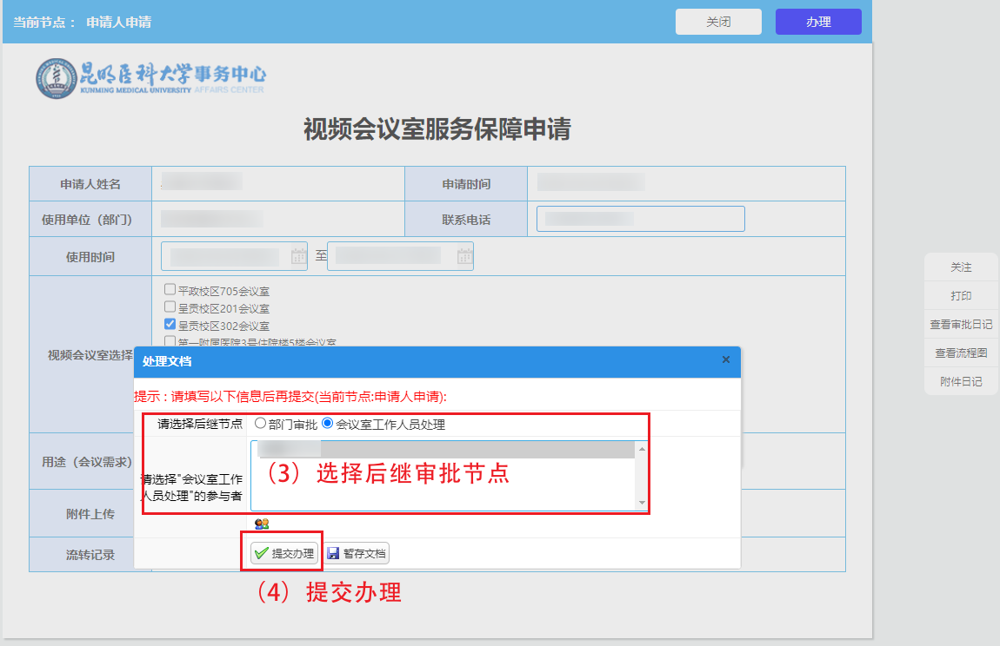 当前节点： 申请人申请
关闭
办理
昆明医科大学事务中心
KUNMING MEDICAL UNIVERSITY AFFAIRS CENTER
视频会议室服务保障申请
申请人姓名
申请时间
使用单位（部门）
联系电话
使用时间
至
视频会议室选择
平政校区705会议室
呈贡校区201会议室
呈贡校区302会议室
第一附属医院3号住院楼5楼会议室
用途（会议需求）
附件上传
流转记录
处理文档
×
提示：请填写以下信息后再提交(当前节点:申请人申请):
请选择后继节点
部门审批 会议室工作人员处理
请选择"会议室工作
人员处理"的参与者
（3）选择后继审批节点
提交办理
暂存文档
（4）提交办理
关注
打印
查看审批日记
查看流程图
附件日记